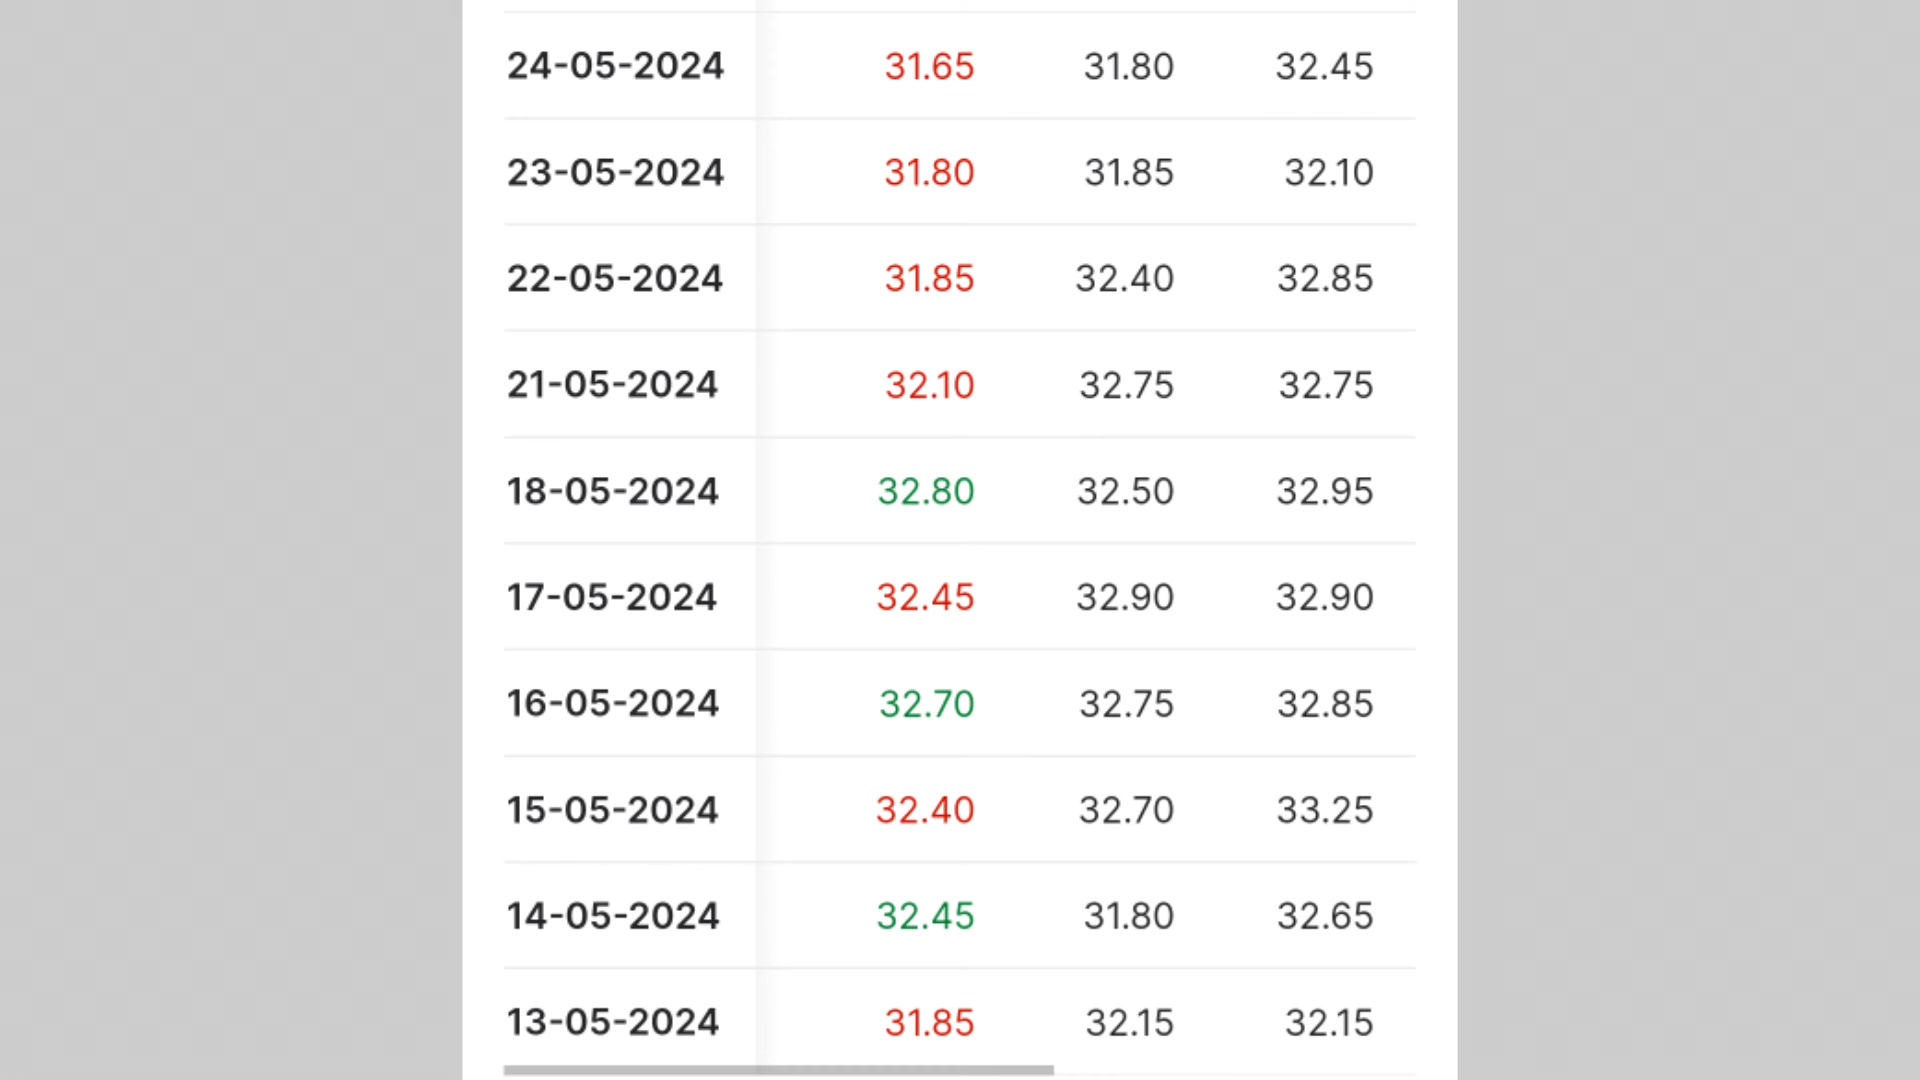 24-05-2024 31.65 31.80 32.45
23-05-2024 31.80 31.85 32.10
22-05-2024 31.85 32.40 32.85
21-05-2024 32.10 32.75 32.75
18-05-2024 32.80 32.50 32.95
17-05-2024 32.45 32.90 32.90
16-05-2024 32.70 32.75 32.85
15-05-2024 32.40 32.70 33.25
14-05-2024 32.45 31.80 32.65
13-05-2024 31.85 32.15 32.15